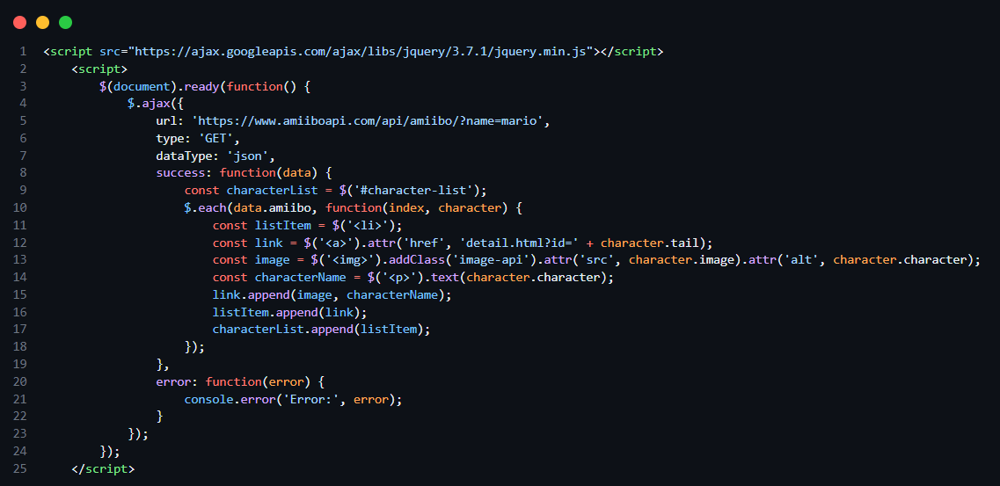 1 <script src="https://ajax.googleapis.com/ajax/libs/jquery/3.7.1/jquery.min.js"></script>
2     <script>
3         $(document).ready(function() {
4             $.ajax({
5                 url: 'https://www.amiiboapi.com/api/amiibo/?name=mario',
6                 type: 'GET',
7                 dataType: 'json',
8                 success: function(data) {
9                     const characterList = $('#character-list');
10                     $.each(data.amiibo, function(index, character) {
11                         const listItem = $('<li>');
12                         const link = $('<a>').attr('href', 'detail.html?id=' + character.tail);
13                         const image = $('<img>').addClass('image-api').attr('src', character.image).attr('alt', character.character);
14                         const characterName = $('<p>').text(character.character);
15                         link.append(image, characterName);
16                         listItem.append(link);
17                         characterList.append(listItem);
18                     });
19                 },
20                 error: function(error) {
21                     console.error('Error:', error);
22                 }
23             });
24         });
25     </script>